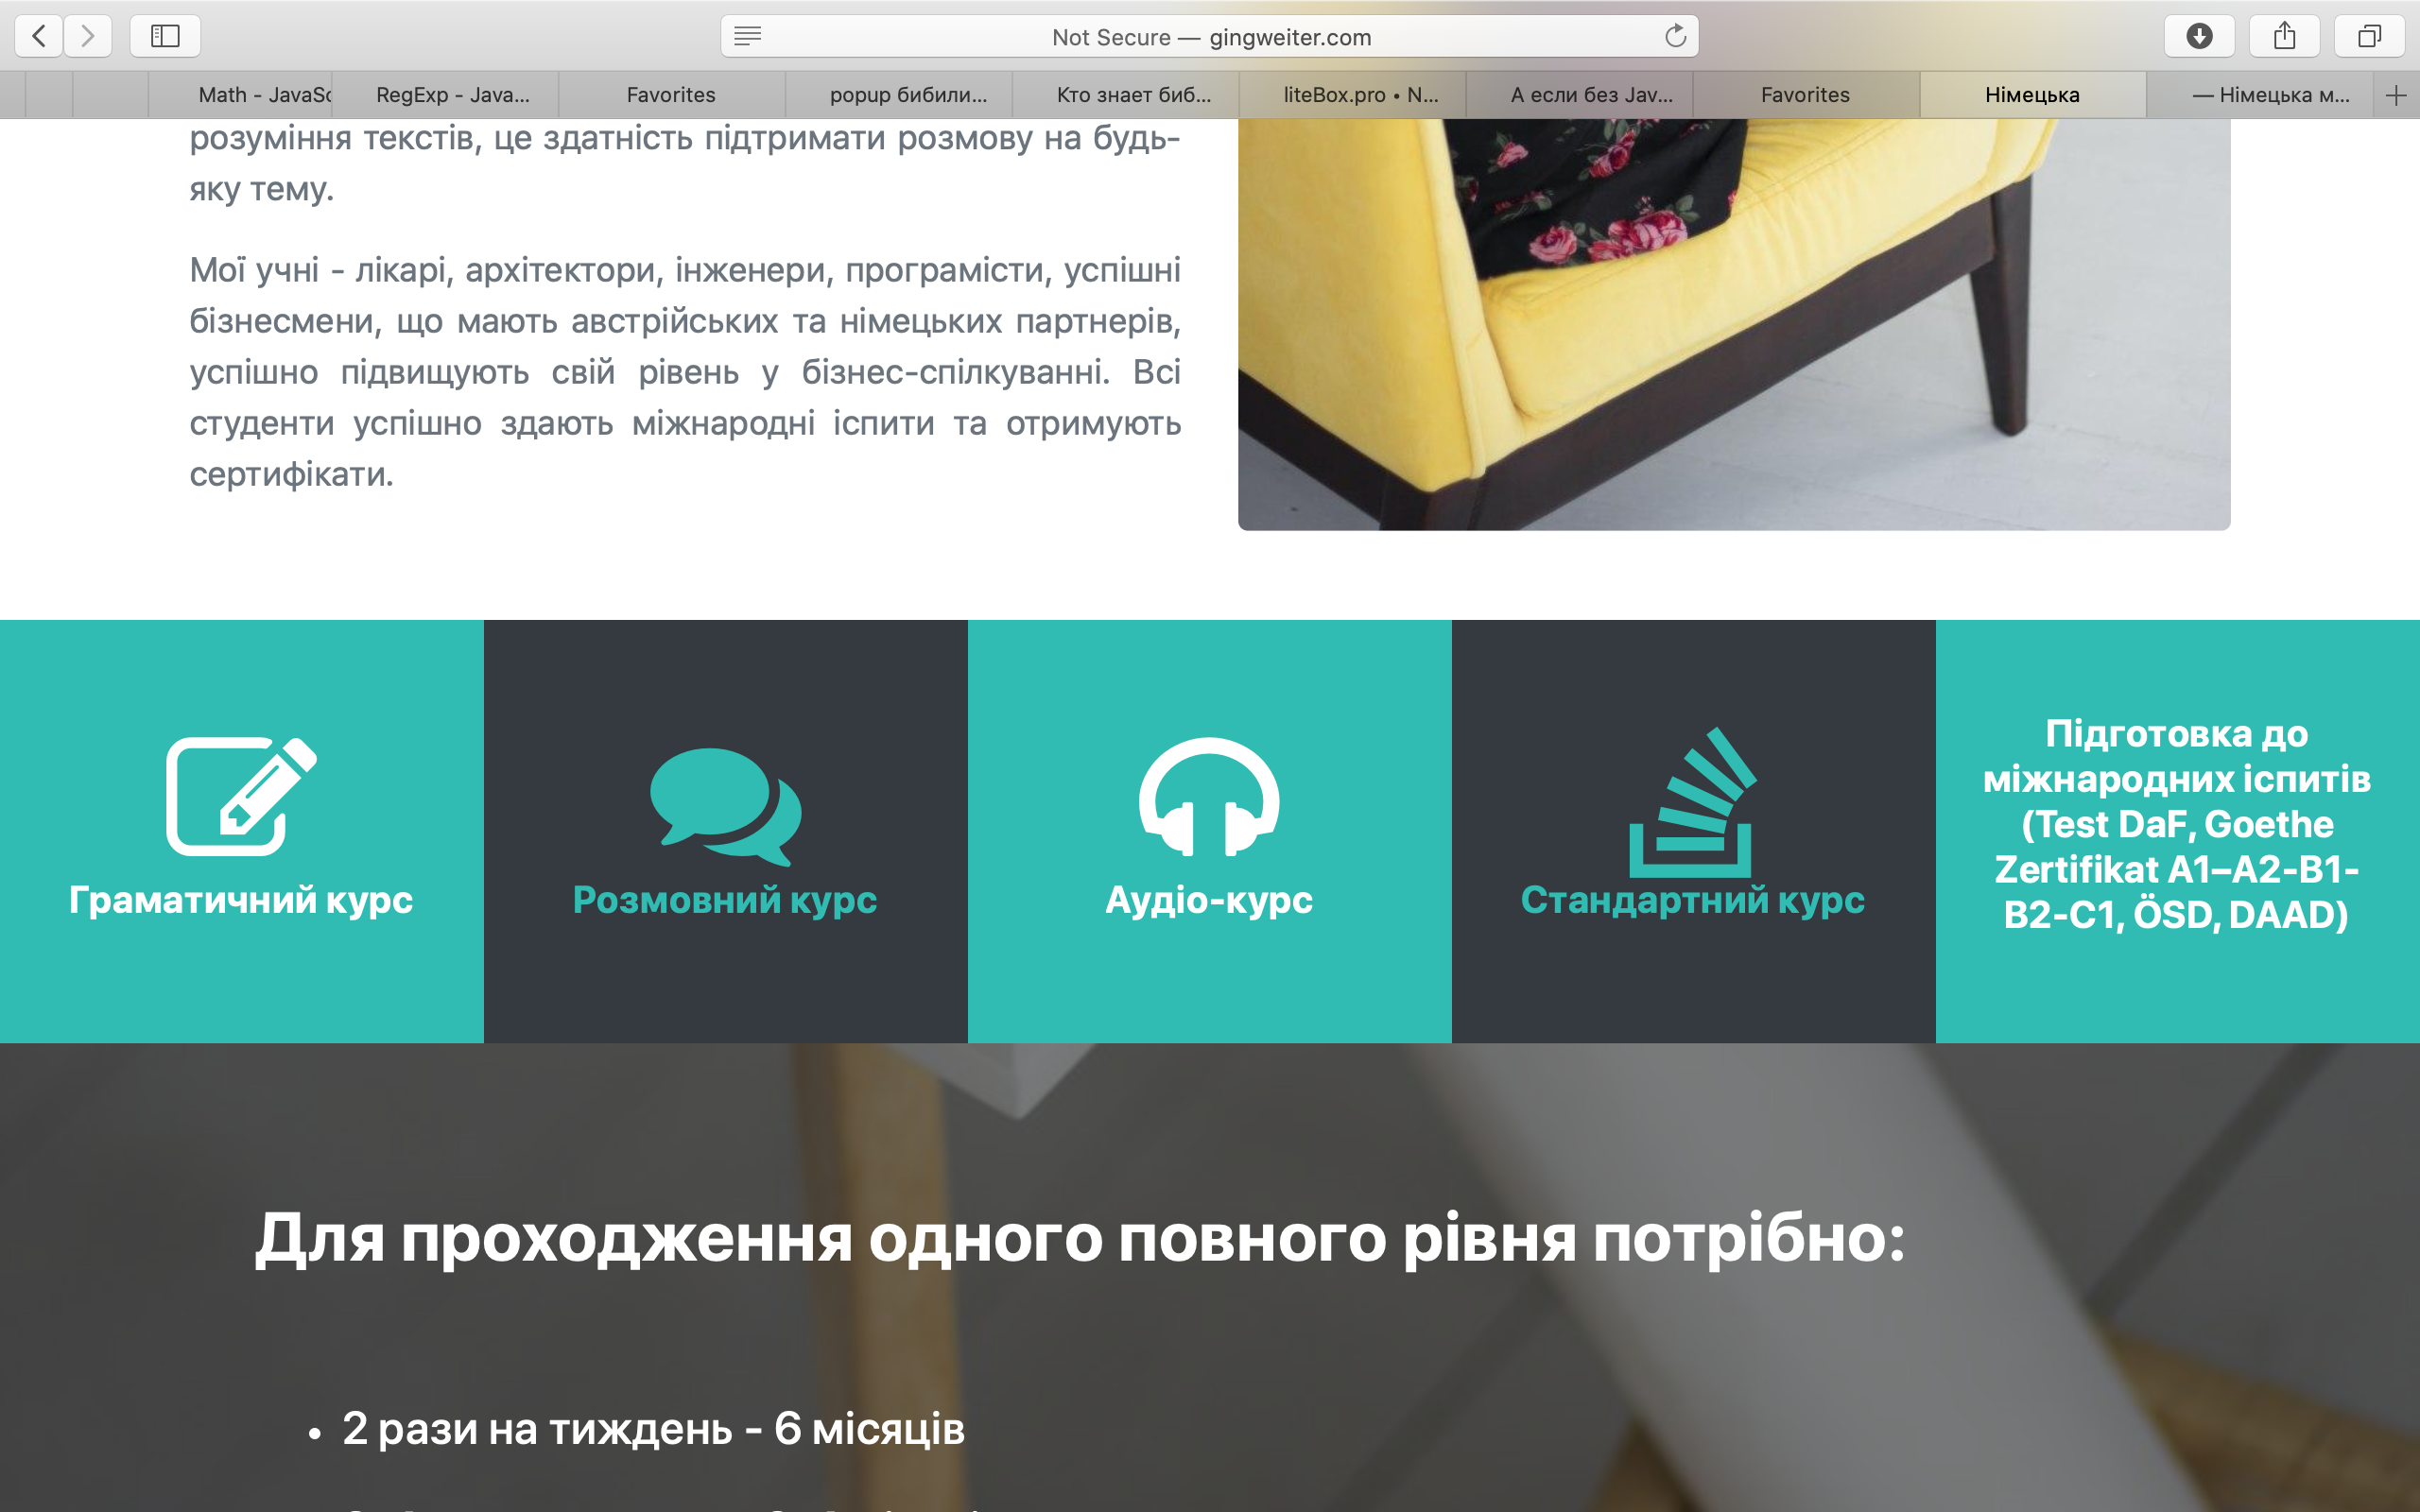 Not Secure — gingweiter.com
Math - JavaSc
RegExp - Java...
Favorites
popup бибили...
Кто знает биб...
liteBox.pro • N...
А если без Jav...
Favorites
Німецька
— Німецька м...
розуміння текстів, це здатність підтримати розмову на будь-
яку тему.
Мої учні - лікарі, архітектори, інженери, програмісти, успішні
бізнесмени, що мають австрійських та німецьких партнерів,
успішно підвищують свій рівень у бізнес-спілкуванні. Всі
студенти успішно здають міжнародні іспити та отримують
сертифікати.
Граматичний курс
Розмовний курс
Аудіо-курс
Стандартний курс
Підготовка до
міжнародних іспитів
(Test DaF, Goethe
Zertifikat A1–A2-B1-
B2-C1, ÖSD, DAAD)
Для проходження одного повного рівня потрібно:
• 2 рази на тиждень - 6 місяців